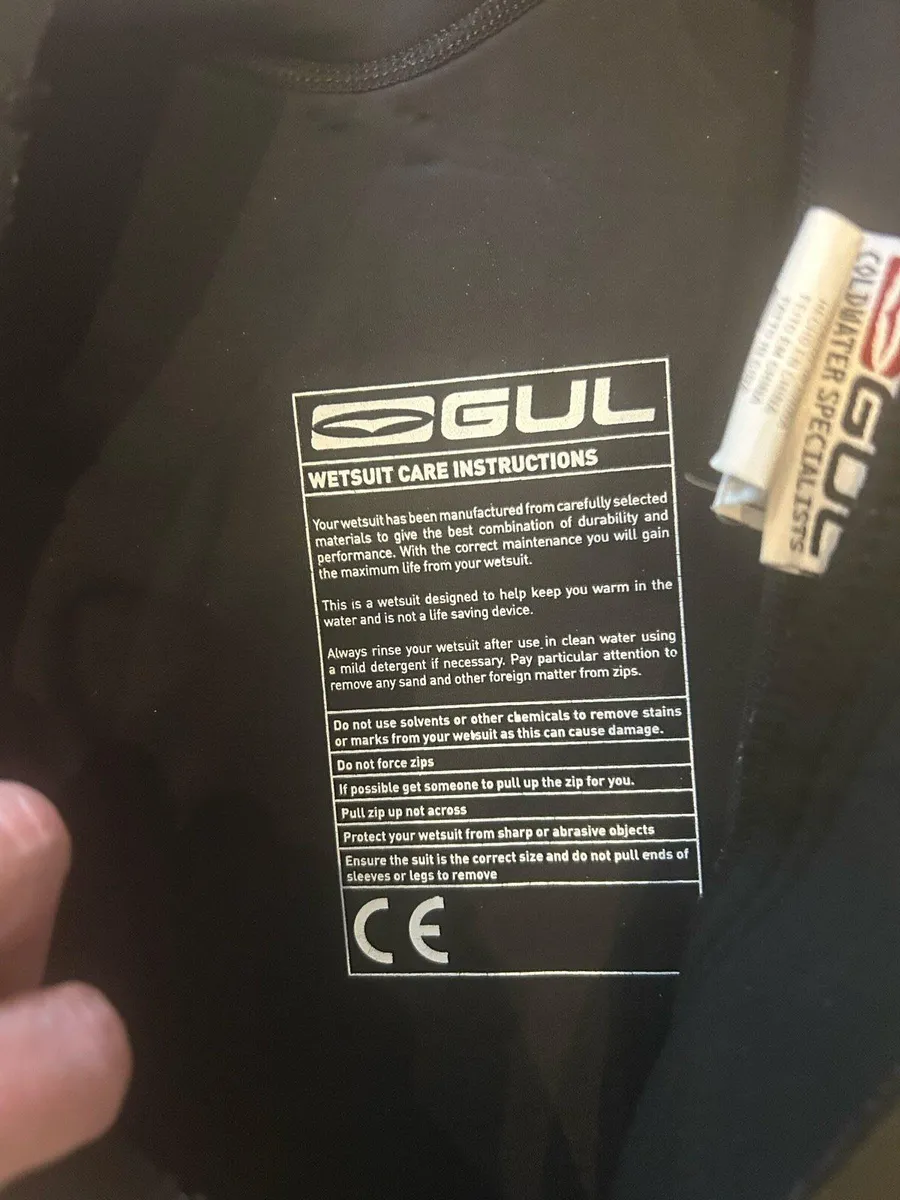 GUL
WETSUIT CARE INSTRUCTIONS
Your wetsuit has been manufactured from carefully selected
materials to give the best combination of durability and
performance. With the correct maintenance you will gain
the maximum life from your wetsuit.
This is a wetsuit designed to help keep you warm in the
water and is not a life saving device.
Always rinse your wetsuit after use in clean water using
a mild detergent if necessary. Pay particular attention to
remove any sand and other foreign matter from zips.
Do not use solvents or other chemicals to remove stains
or marks from your wetsuit as this can cause damage.
Do not force zips
If possible get someone to pull up the zip for you.
Pull zip up not across
Protect your wetsuit from sharp or abrasive objects
Ensure the suit is the correct size and do not pull ends of
sleeves or legs to remove
CE
GUL
COLDWATER SPECIALISTS